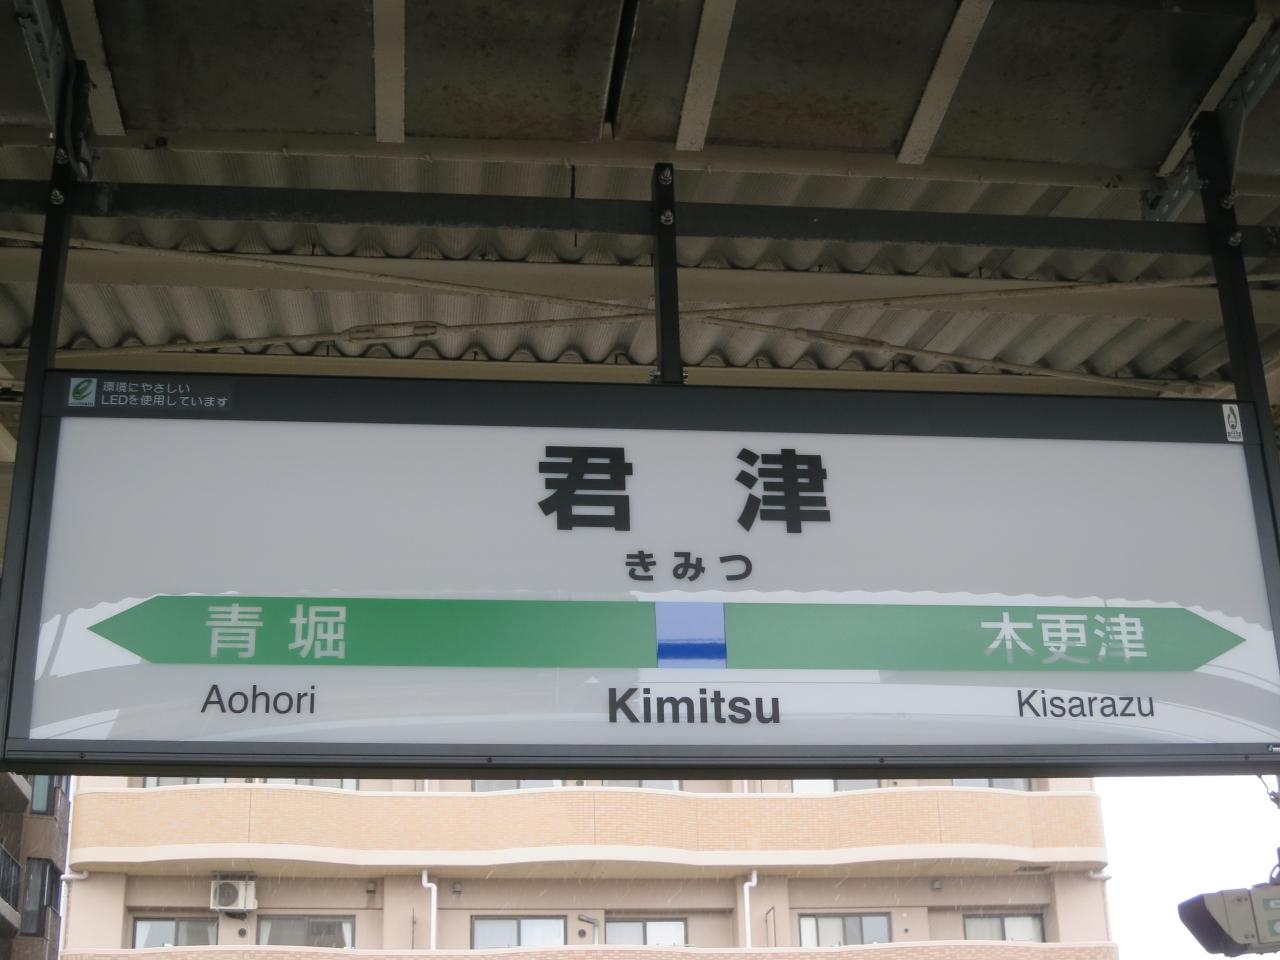 環境にやさしい
LEDを使用しています
君津
きみつ
青堀
木更津
Aohori
Kimitsu
Kisarazu